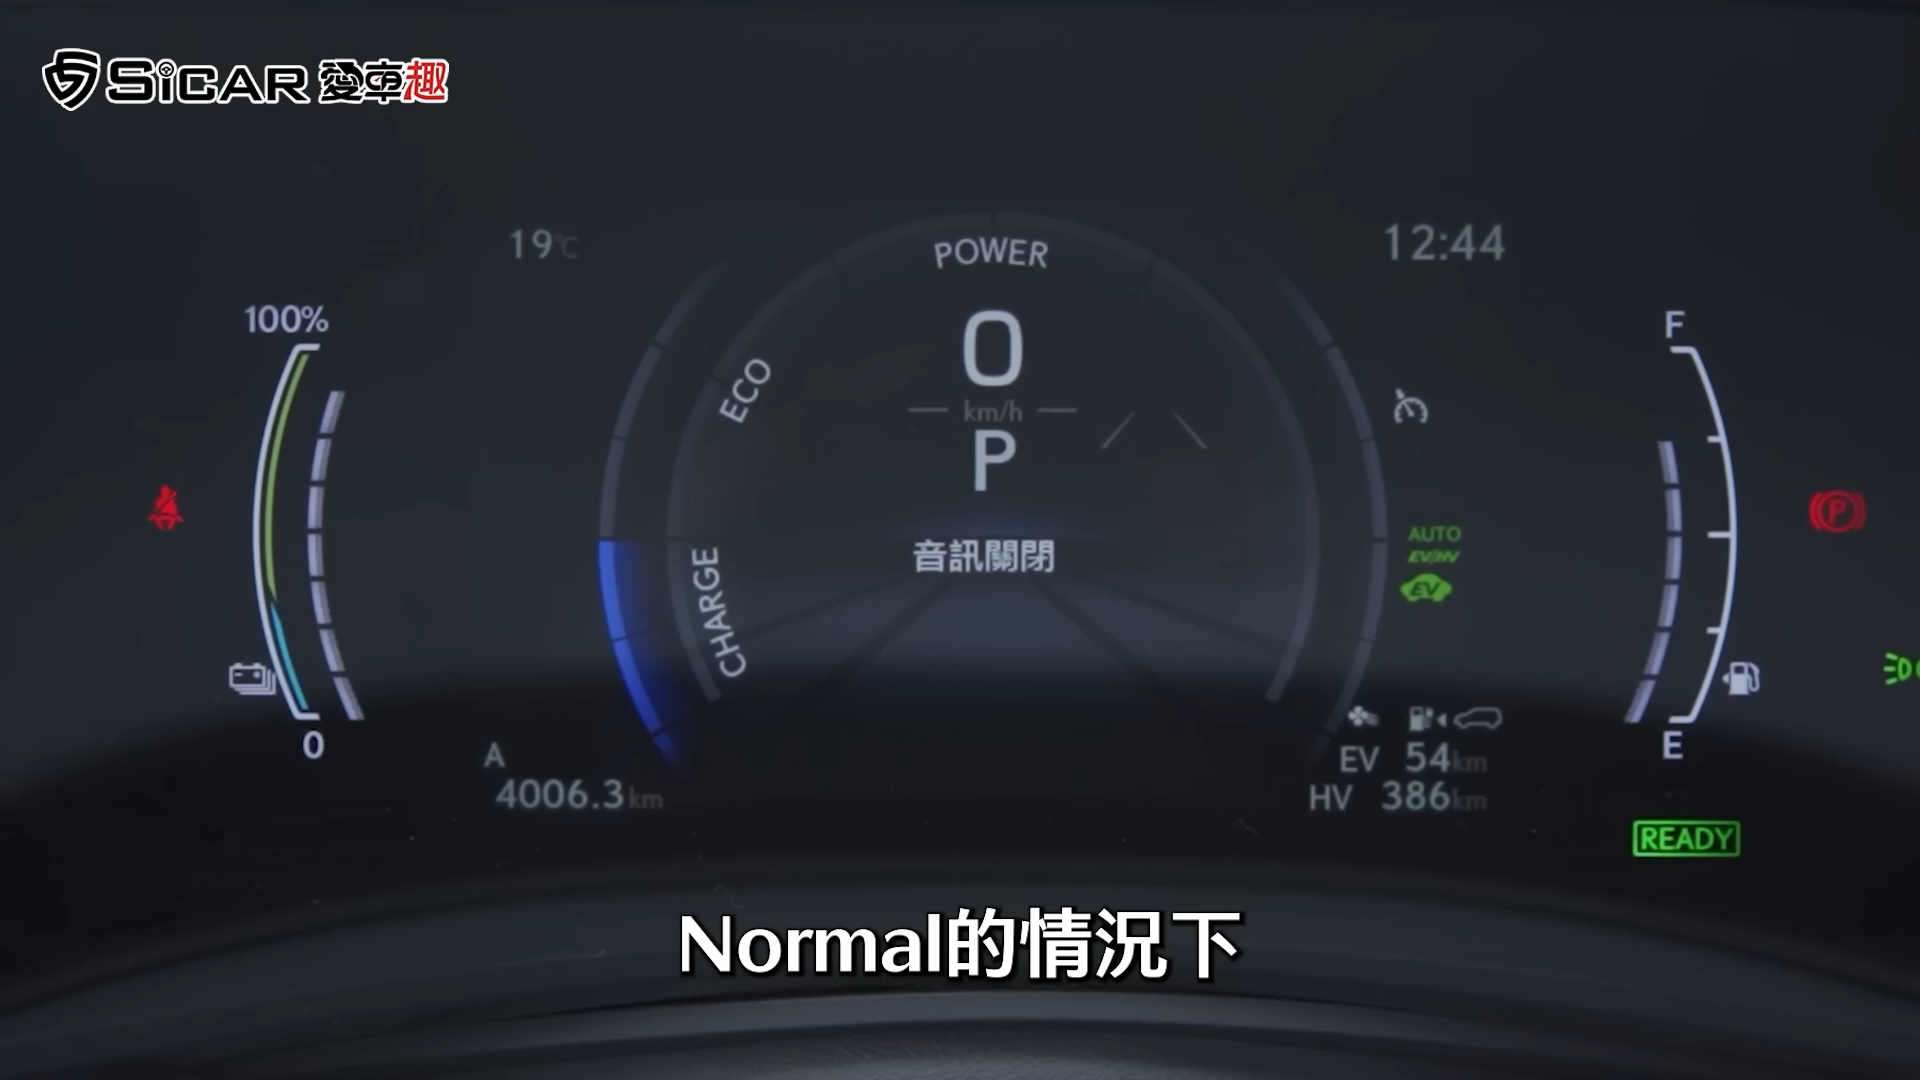 SiCAR 愛車趣
19℃
12:44
POWER
100%
F
0
km/h
ECO
P
AUTO
EV/HV
音訊關閉
EV
CHARGE
P
0
E
A
EV 54km
4006.3km
HV 386km
READY
Normal的情況下